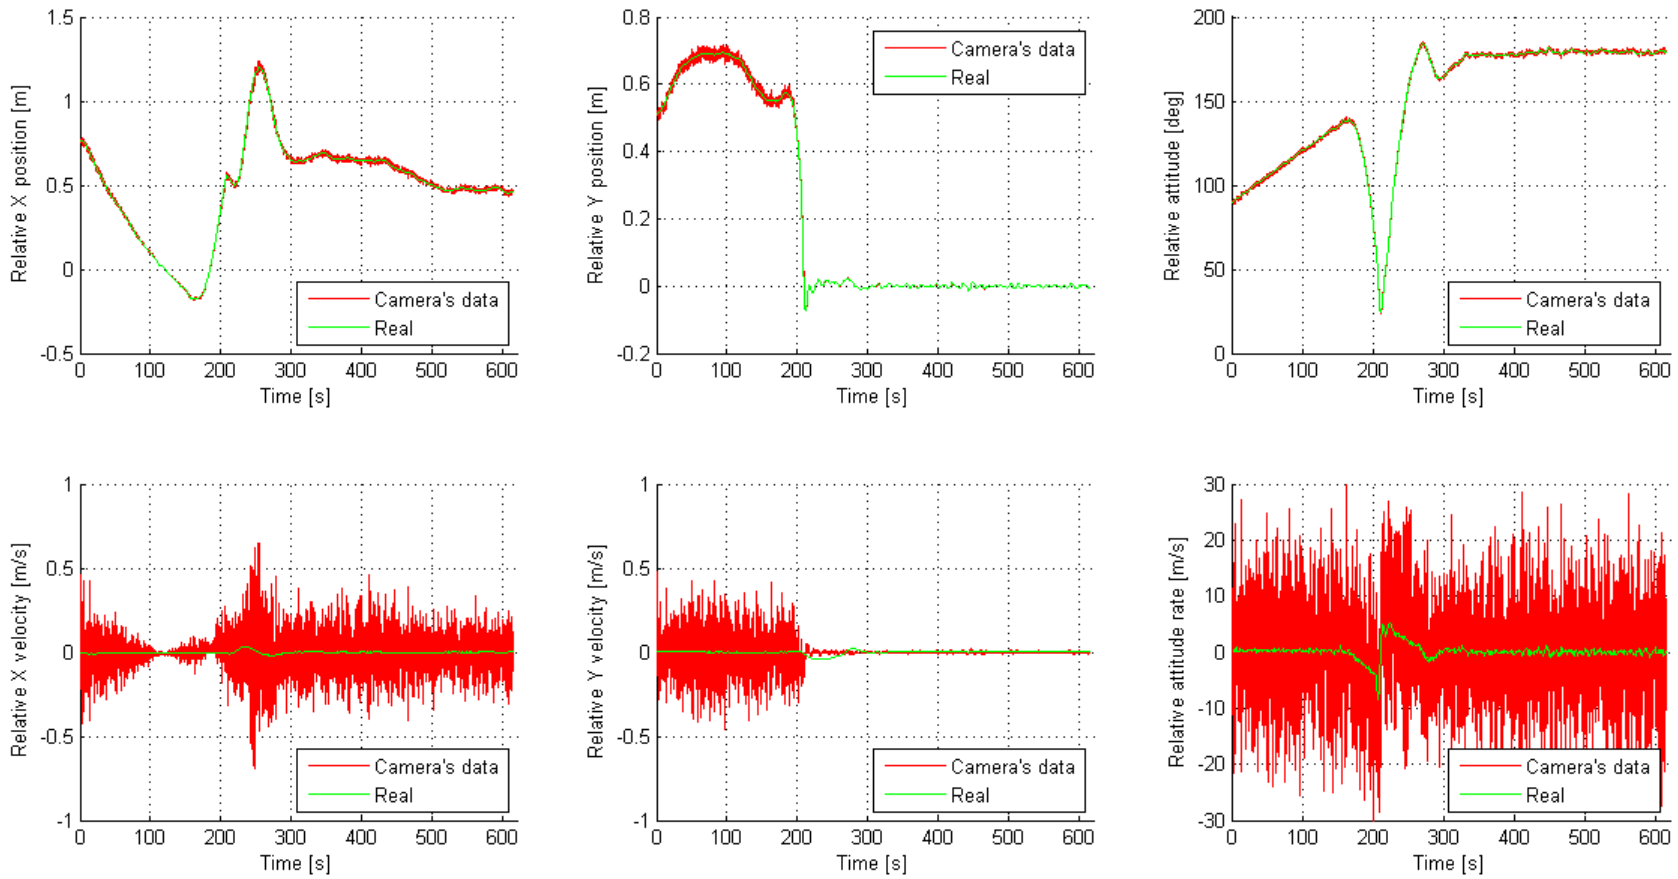 1.5
1
0.5
0
-0.5
Relative X position [m]
0 100 200 300 400 500 600
Time [s]
Camera's data
Real
0.8
0.6
0.4
0.2
0
-0.2
Relative Y position [m]
0 100 200 300 400 500 600
Time [s]
Camera's data
Real
200
150
100
50
0
Relative attitude [deg]
0 100 200 300 400 500 600
Time [s]
Camera's data
Real
1
0.5
0
-0.5
-1
Relative X velocity [m/s]
0 100 200 300 400 500 600
Time [s]
Camera's data
Real
1
0.5
0
-0.5
-1
Relative Y velocity [m/s]
0 100 200 300 400 500 600
Time [s]
Camera's data
Real
30
20
10
0
-10
-20
-30
Relative attitude rate [m/s]
0 100 200 300 400 500 600
Time [s]
Camera's data
Real